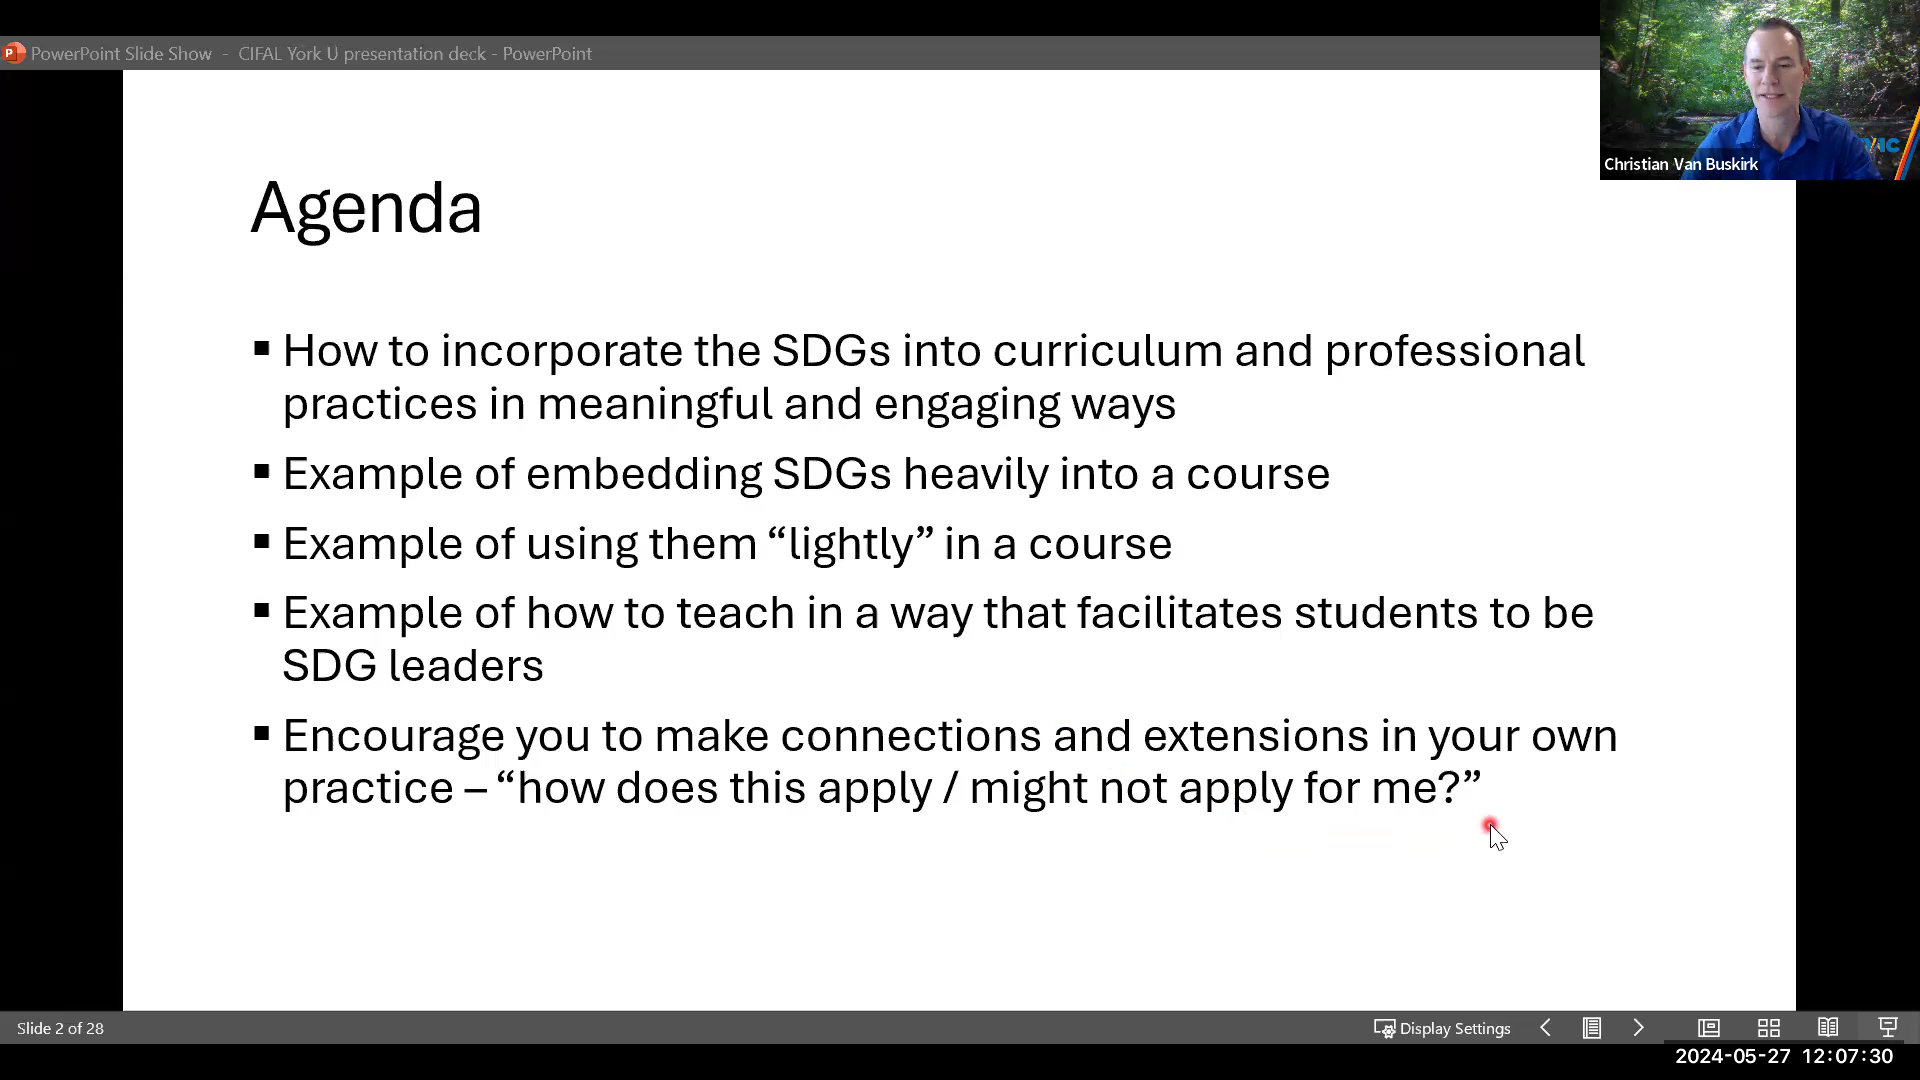 PowerPoint Slide Show - CIFAL York U presentation deck - PowerPoint
Christian Van Buskirk
Agenda
▪ How to incorporate the SDGs into curriculum and professional
practices in meaningful and engaging ways
▪ Example of embedding SDGs heavily into a course
▪ Example of using them “lightly” in a course
▪ Example of how to teach in a way that facilitates students to be
SDG leaders
▪ Encourage you to make connections and extensions in your own
practice – “how does this apply / might not apply for me?”
Slide 2 of 28
Display Settings
2024-05-27 12:07:30